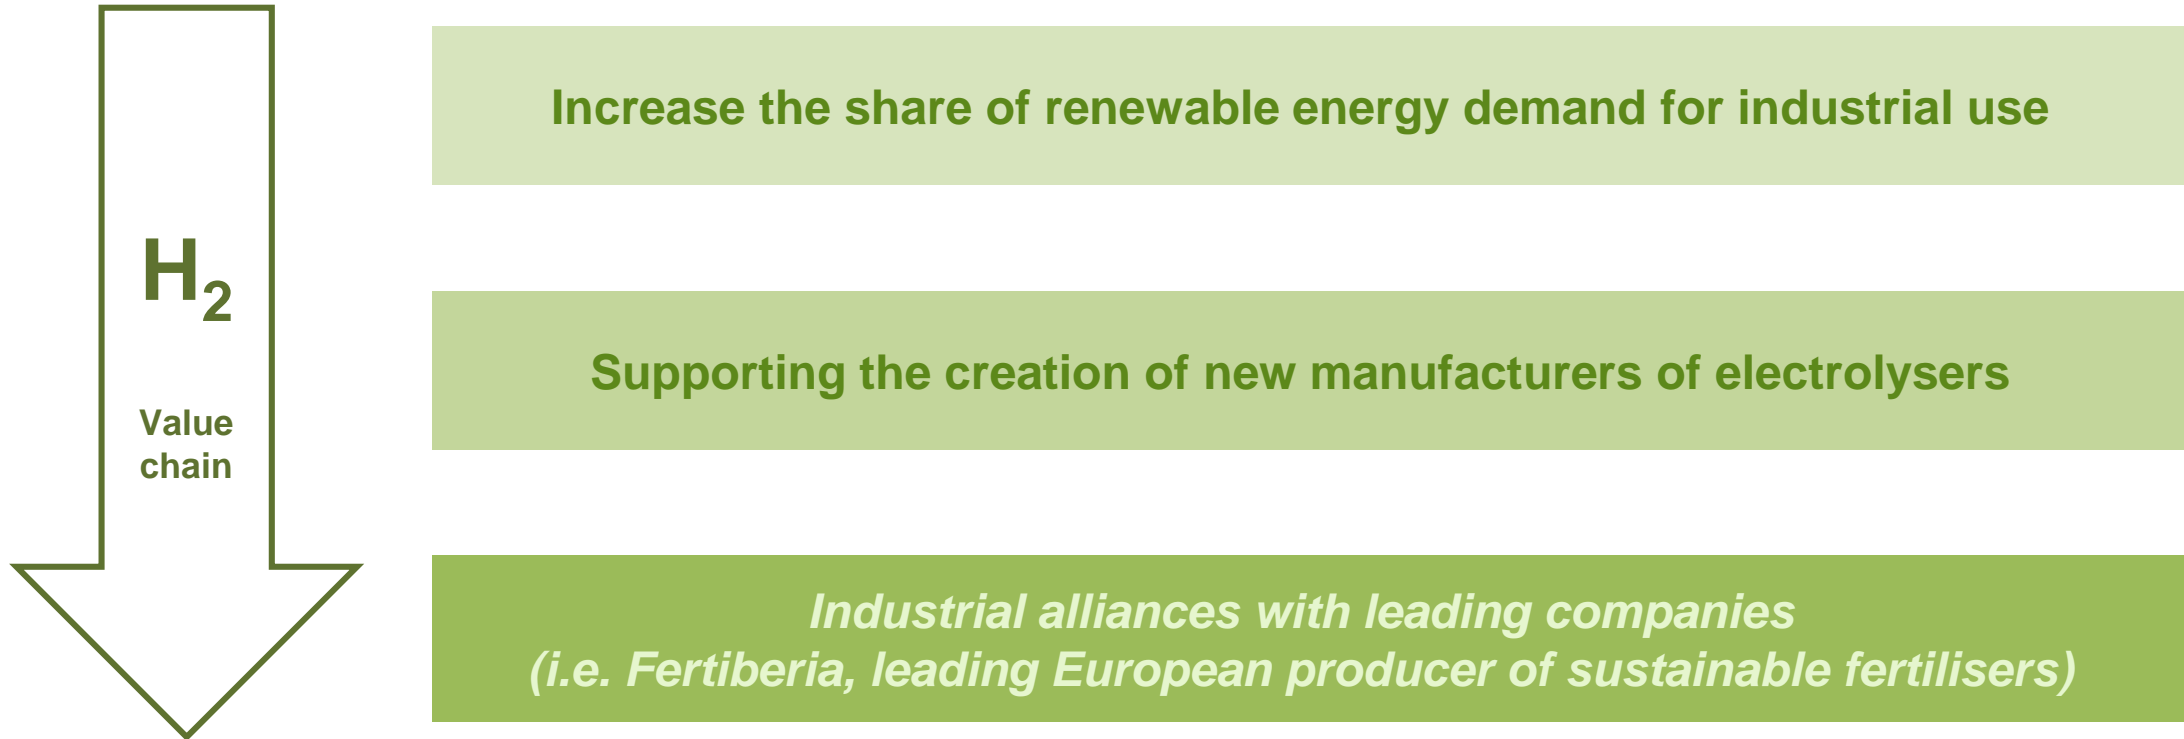 Increase the share of renewable energy demand for industrial use
H₂
Value
chain
Supporting the creation of new manufacturers of electrolysers
Industrial alliances with leading companies
(i.e. Fertiberia, leading European producer of sustainable fertilisers)